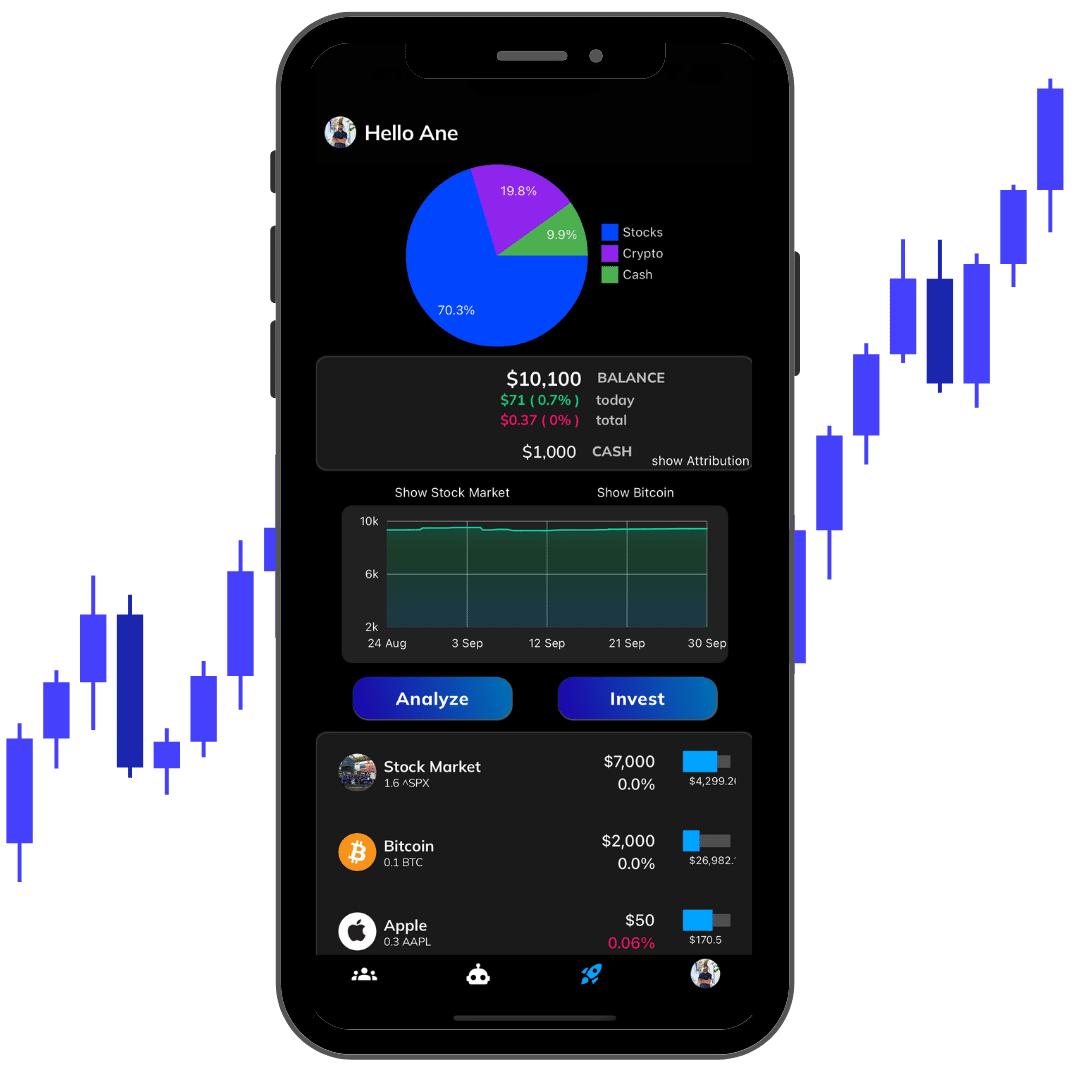 Hello Ane
19.8%
9.9%
70.3%
Stocks
Crypto
Cash
$10,100 BALANCE
$71 ( 0.7% ) today
$0.37 ( 0% ) total
$1,000 CASH
show Attribution
Show Stock Market Show Bitcoin
10k
6k
2k
24 Aug 3 Sep 12 Sep 21 Sep 30 Sep
Analyze Invest
Stock Market $7,000
1.6 ^SPX 0.0% $4,299.2
Bitcoin $2,000
0.1 BTC 0.0% $26,982.
Apple $50
0.3 AAPL 0.06% $170.5